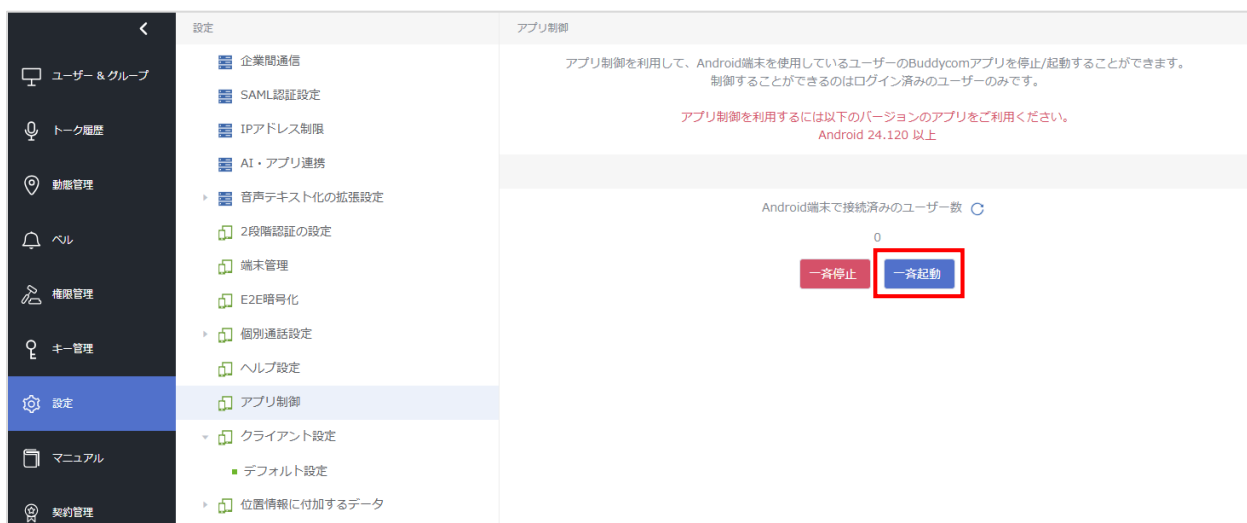 ユーザー & グループ
トーク履歴
動態管理
ベル
権限管理
キー管理
設定
マニュアル
契約管理
設定
企業間通信
SAML認証設定
IPアドレス制限
AI・アプリ連携
音声テキスト化の拡張設定
2段階認証の設定
端末管理
E2E暗号化
個別通話設定
ヘルプ設定
アプリ制御
クライアント設定
デフォルト設定
位置情報に付加するデータ
アプリ制御
アプリ制御を利用して、Android端末を使用しているユーザーのBuddycomアプリを停止/起動することができます。
制御することができるのはログイン済みのユーザーのみです。
アプリ制御を利用するには以下のバージョンのアプリをご利用ください。
Android 24.120 以上
Android端末で接続済みのユーザー数
0
一斉停止
一斉起動